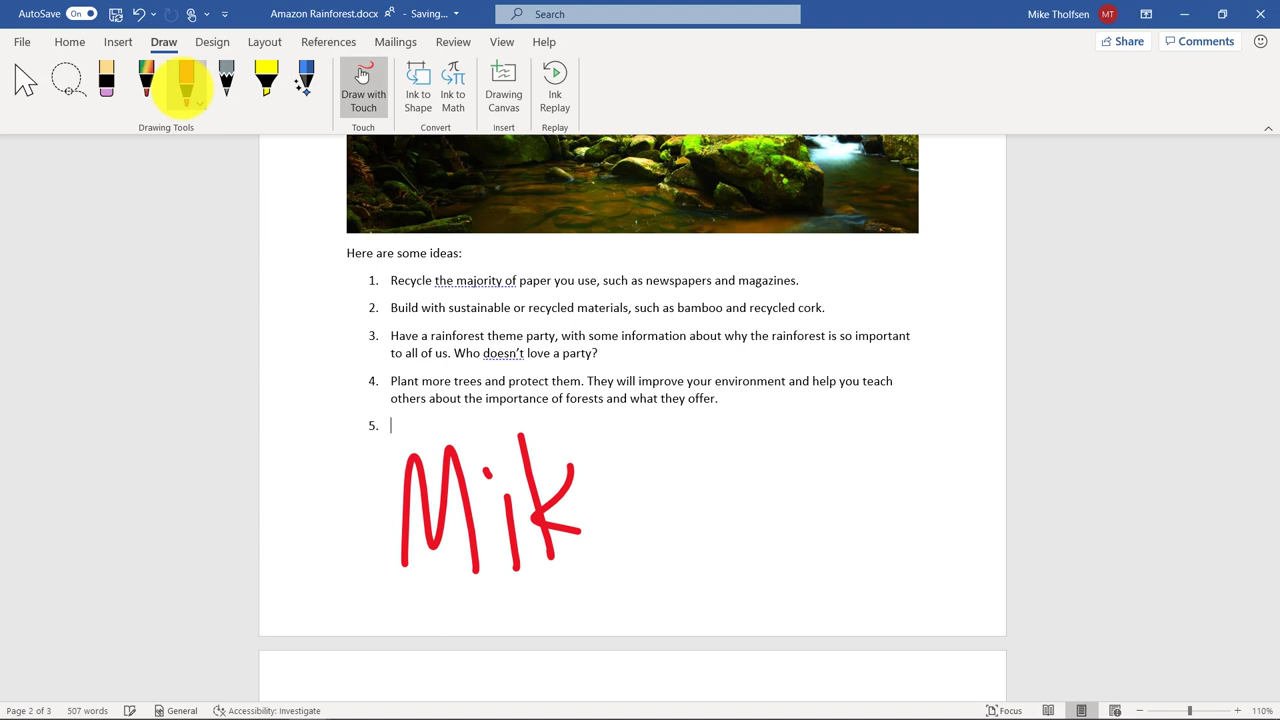 AutoSave On Amazon Rainforest.docx • Saving... Search Mike Tholfsen MT
File Home Insert Draw Design Layout References Mailings Review View Help Share Comments
Draw with Touch
Ink to Shape
Ink to Math
Drawing Canvas
Ink Replay
Drawing Tools Touch Convert Insert Replay
Here are some ideas:
1. Recycle the majority of paper you use, such as newspapers and magazines.
2. Build with sustainable or recycled materials, such as bamboo and recycled cork.
3. Have a rainforest theme party, with some information about why the rainforest is so important
to all of us. Who doesn't love a party?
4. Plant more trees and protect them. They will improve your environment and help you teach
others about the importance of forests and what they offer.
5.
Mik
Page 2 of 3 507 words General Accessibility: Investigate Focus 110%